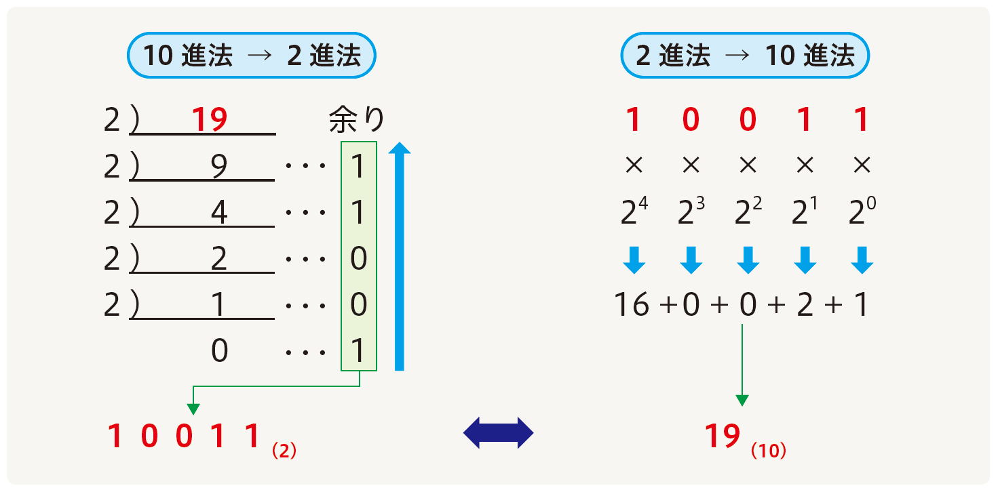 10 進法 → 2 進法
2 ) 19 余り
2 ) 9 ··· 1
2 ) 4 ··· 1
2 ) 2 ··· 0
2 ) 1 ··· 0
0 ··· 1
1 0 0 1 1 (2)
2 進法 → 10 進法
1 0 0 1 1
× × × × ×
2⁴ 2³ 2² 2¹ 2⁰
16 + 0 + 0 + 2 + 1
19 (10)